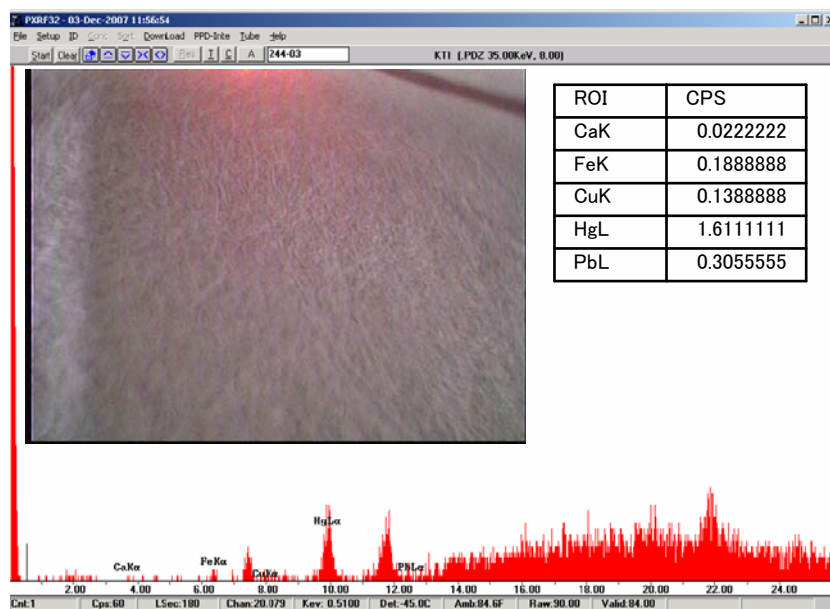 PXRF32 - 03-Dec-2007 11:56:54
File Setup ID Conc Sort DownLoad PPD-Inte Tube Help
Start Clear Res I C A 244-03 KTI (.PDZ 35.00KeV, 8.00)
ROI CPS
CaK 0.0222222
FeK 0.1888888
CuK 0.1388888
HgL 1.6111111
PbL 0.3055555
HgLα
CaKα FeKα CuKα PbLα
2.00 4.00 6.00 8.00 10.00 12.00 14.00 16.00 18.00 20.00 22.00 24.00
Cnt:1 Cps:60 LSec:180 Chan:20.079 Kev: 0.5100 Det:-45.0C Amb:84.6F Raw:90.00 Valid:84.00